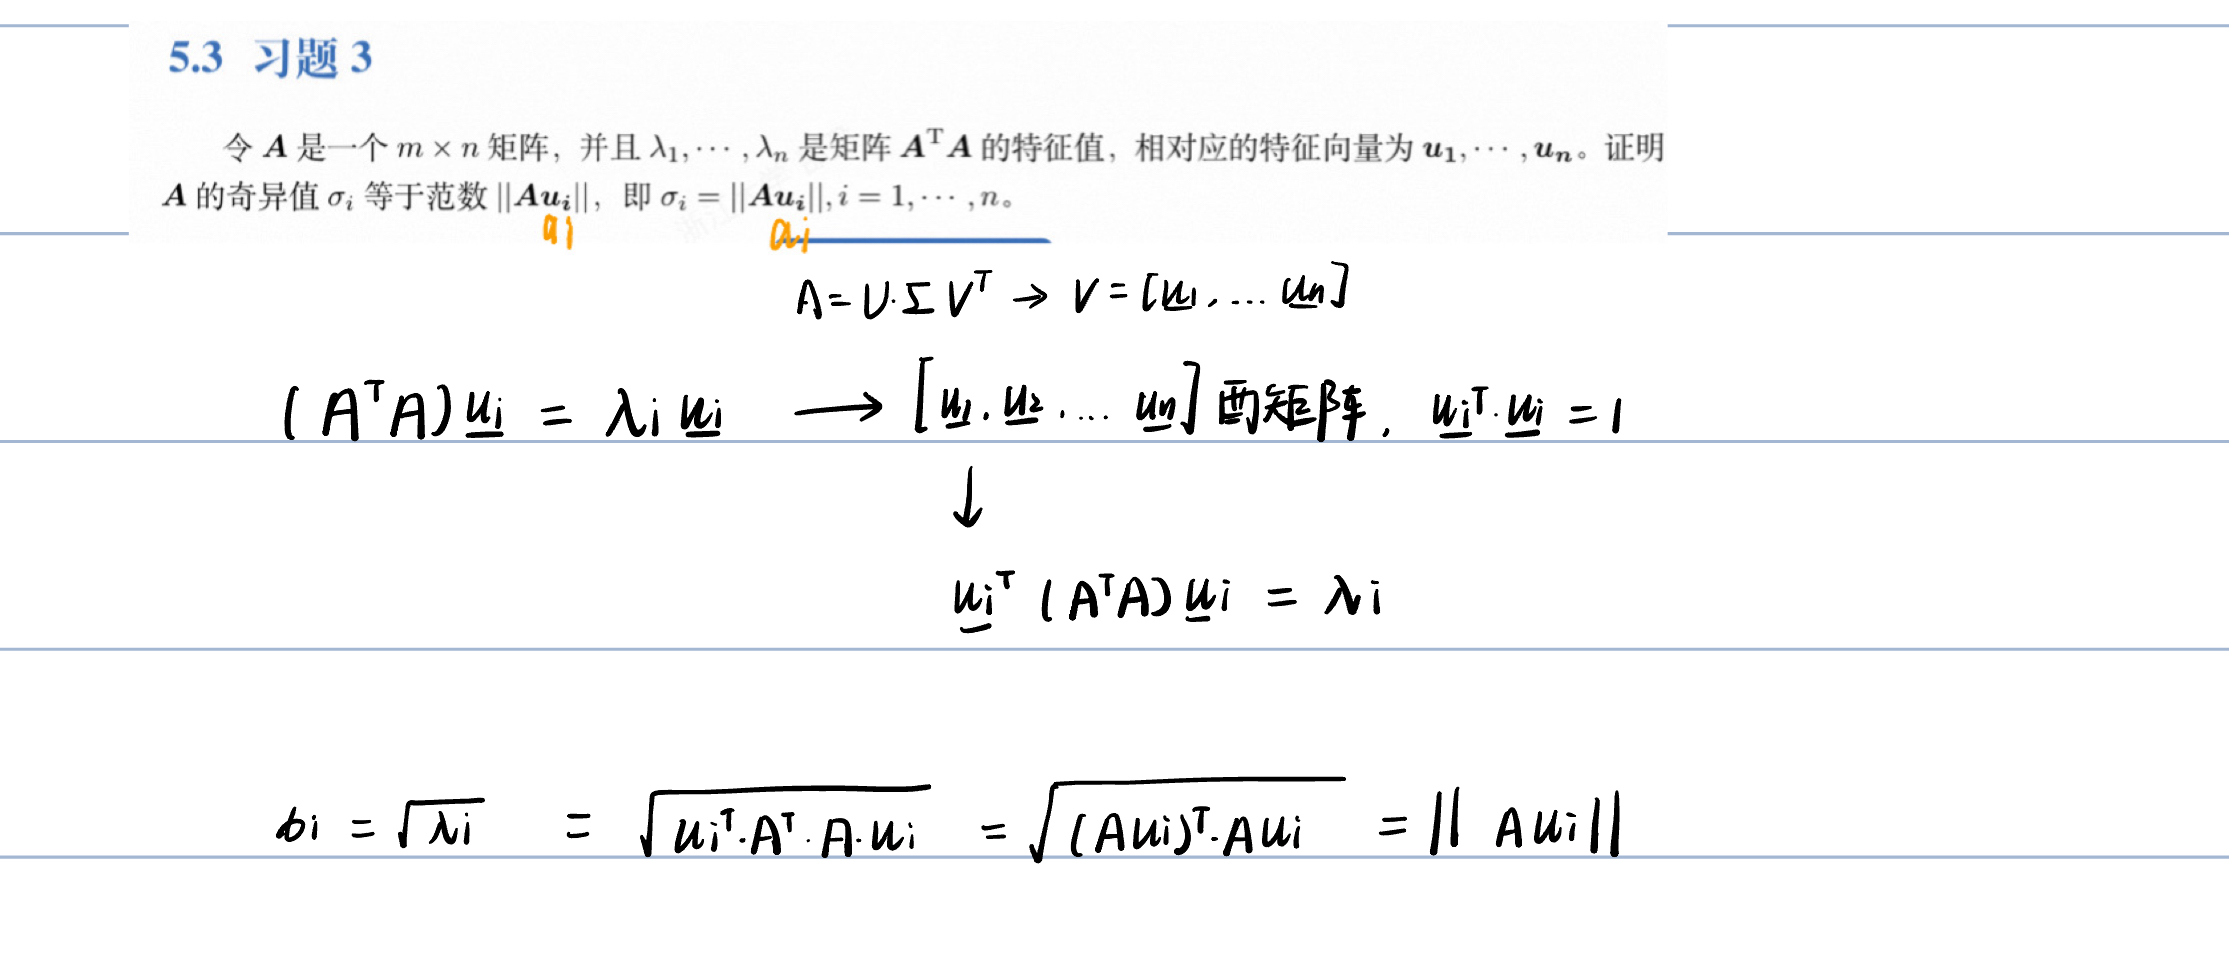 5.3 习题 3
令 A 是一个 m × n 矩阵，并且 λ₁, ⋯ , λₙ 是矩阵 AᵀA 的特征值，相对应的特征向量为 u₁, ⋯ , uₙ。证明
A 的奇异值 σᵢ 等于范数 ||Auᵢ||，即 σᵢ = ||Auᵢ||, i = 1, ⋯ , n。
ai ai
A = U·Σ Vᵀ → V = [u₁, ... uₙ]
(AᵀA) uᵢ = λᵢ uᵢ ⟶ [u₁, u₂, ... uₙ] 酉矩阵, uᵢᵀ·uᵢ = 1
↓
uᵢᵀ (AᵀA) uᵢ = λᵢ
σᵢ = √λᵢ = √(uᵢᵀ·Aᵀ·A·uᵢ) = √((Auᵢ)ᵀ·Auᵢ) = || Auᵢ ||